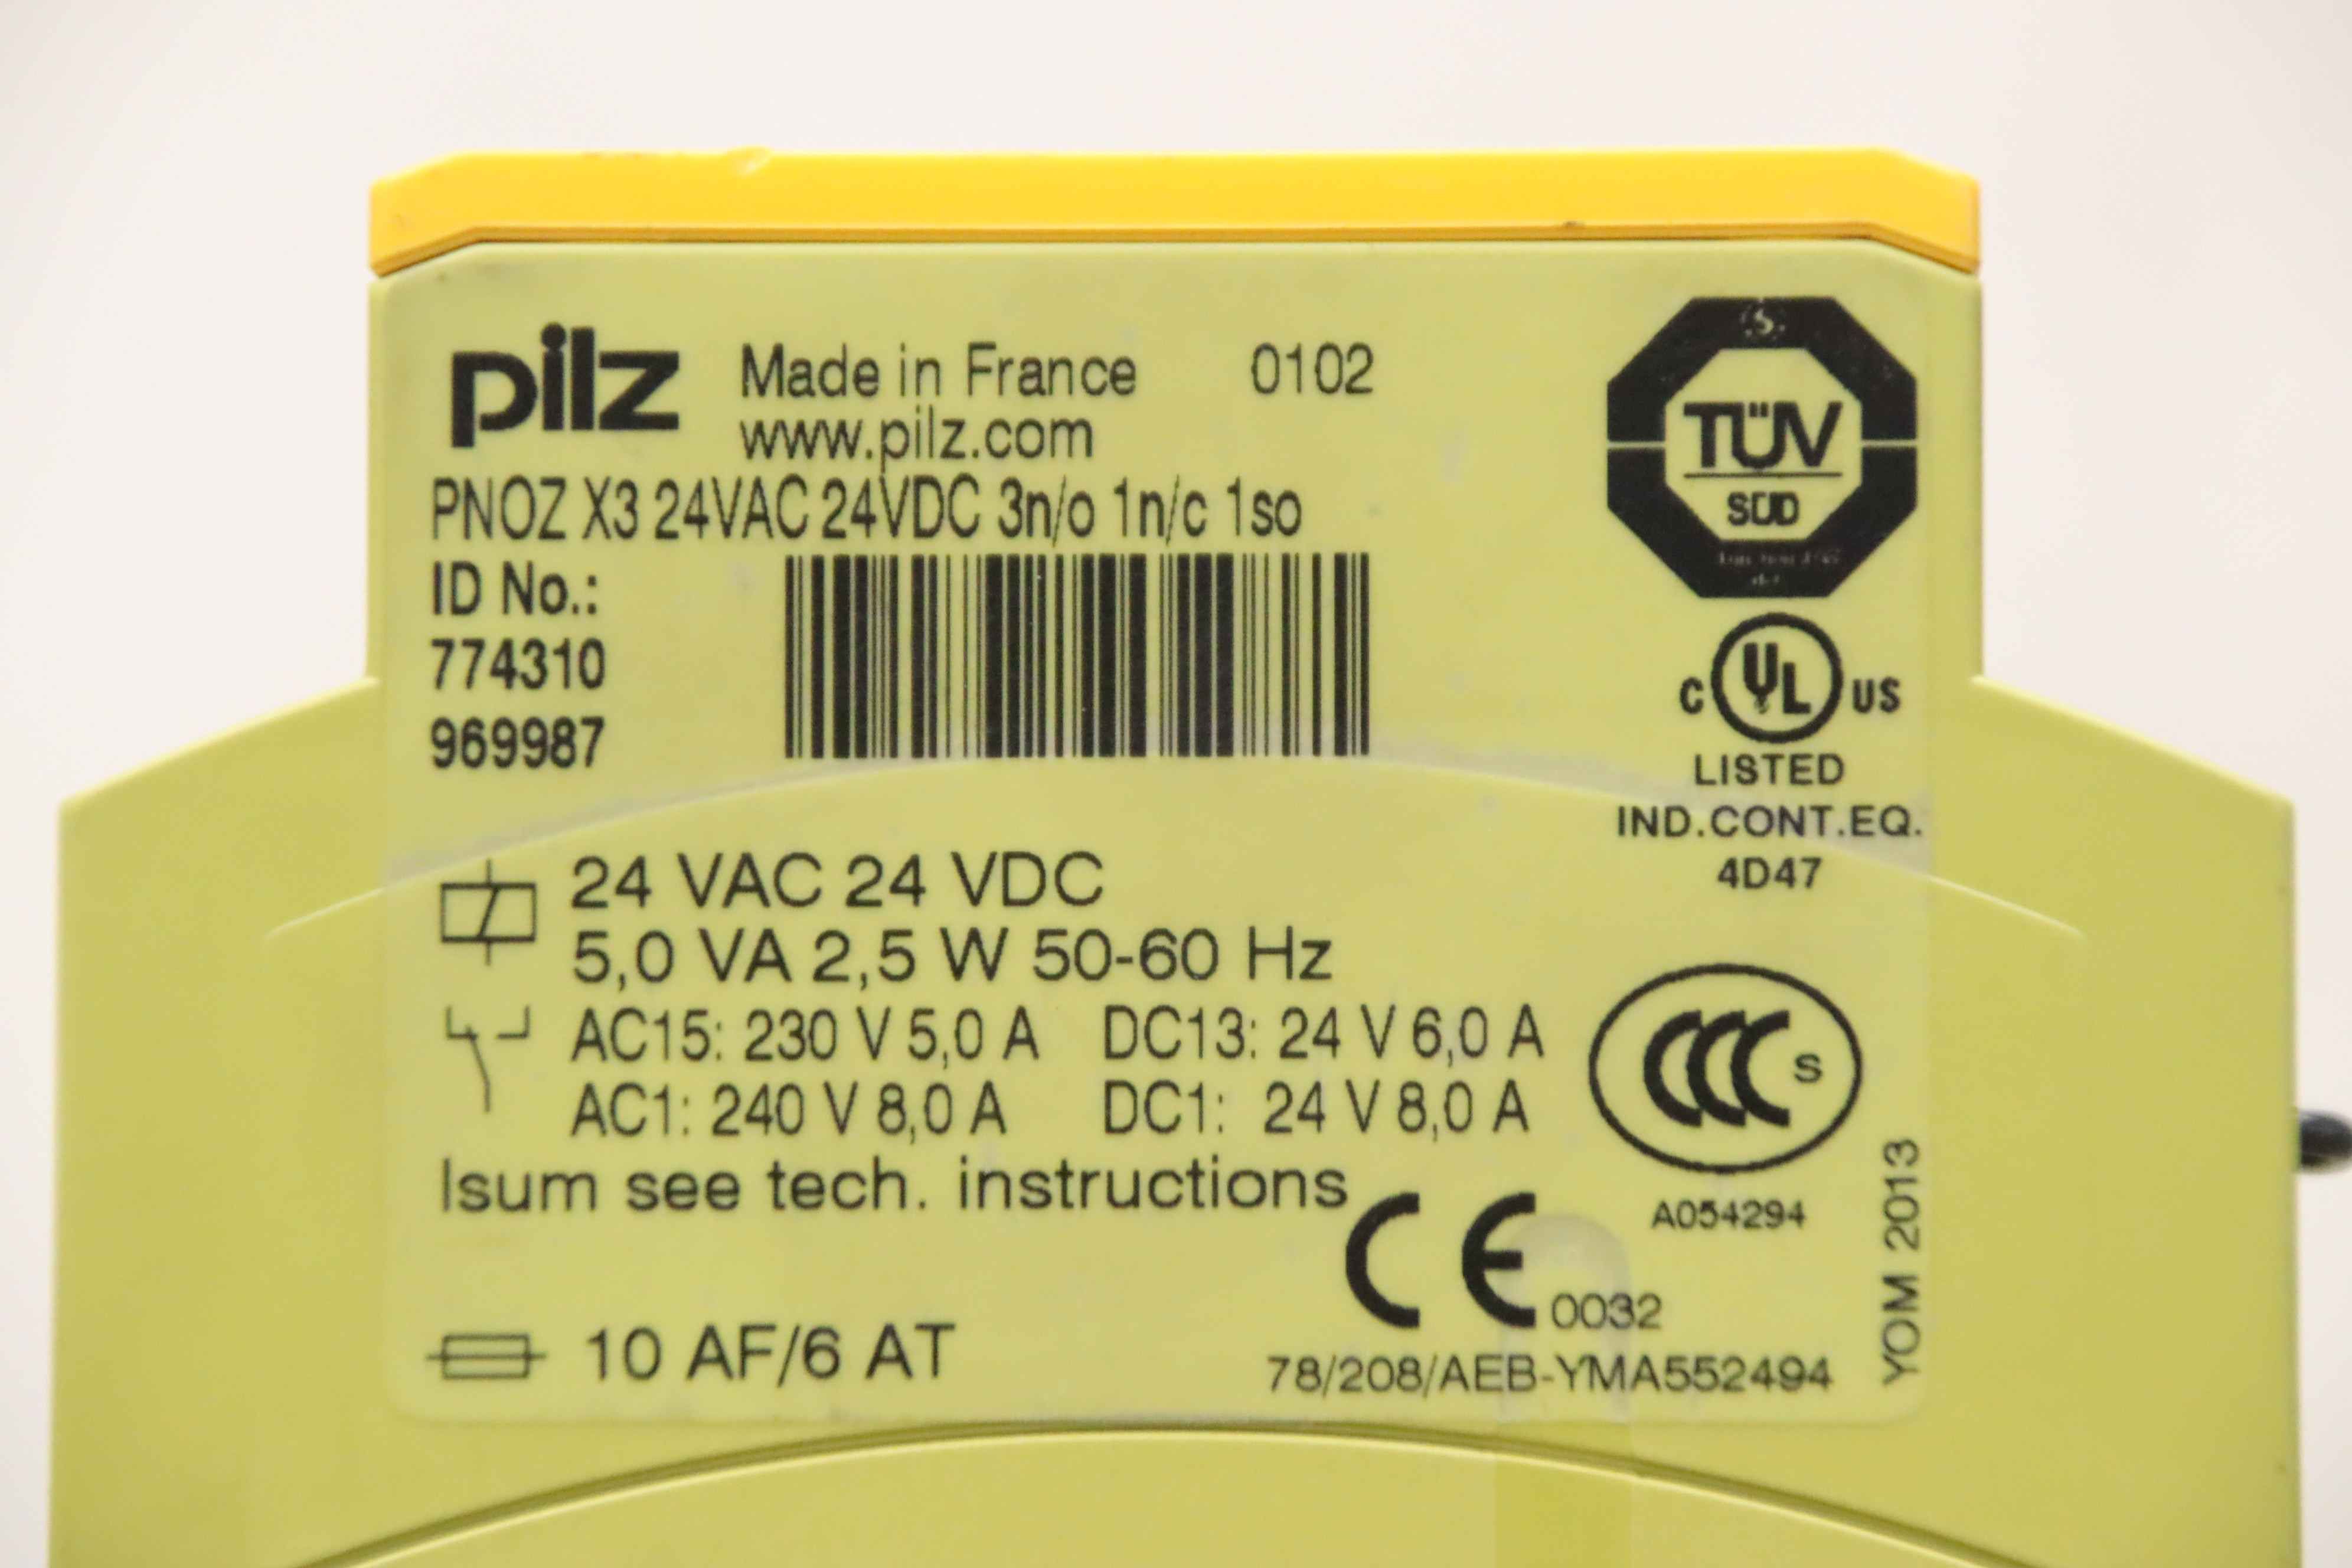 pilz Made in France 0102
www.pilz.com
PNOZ X3 24VAC 24VDC 3n/o 1n/c 1so
ID No.:
774310
969987
TÜV
SÜD
C UL US
LISTED
IND.CONT.EQ.
4D47
24 VAC 24 VDC
5,0 VA 2,5 W 50-60 Hz
AC15: 230 V 5,0 A DC13: 24 V 6,0 A
AC1: 240 V 8,0 A DC1: 24 V 8,0 A
Isum see tech. instructions
CCC S
A054294
CE 0032
10 AF/6 AT
78/208/AEB-YMA552494
YOM 2013